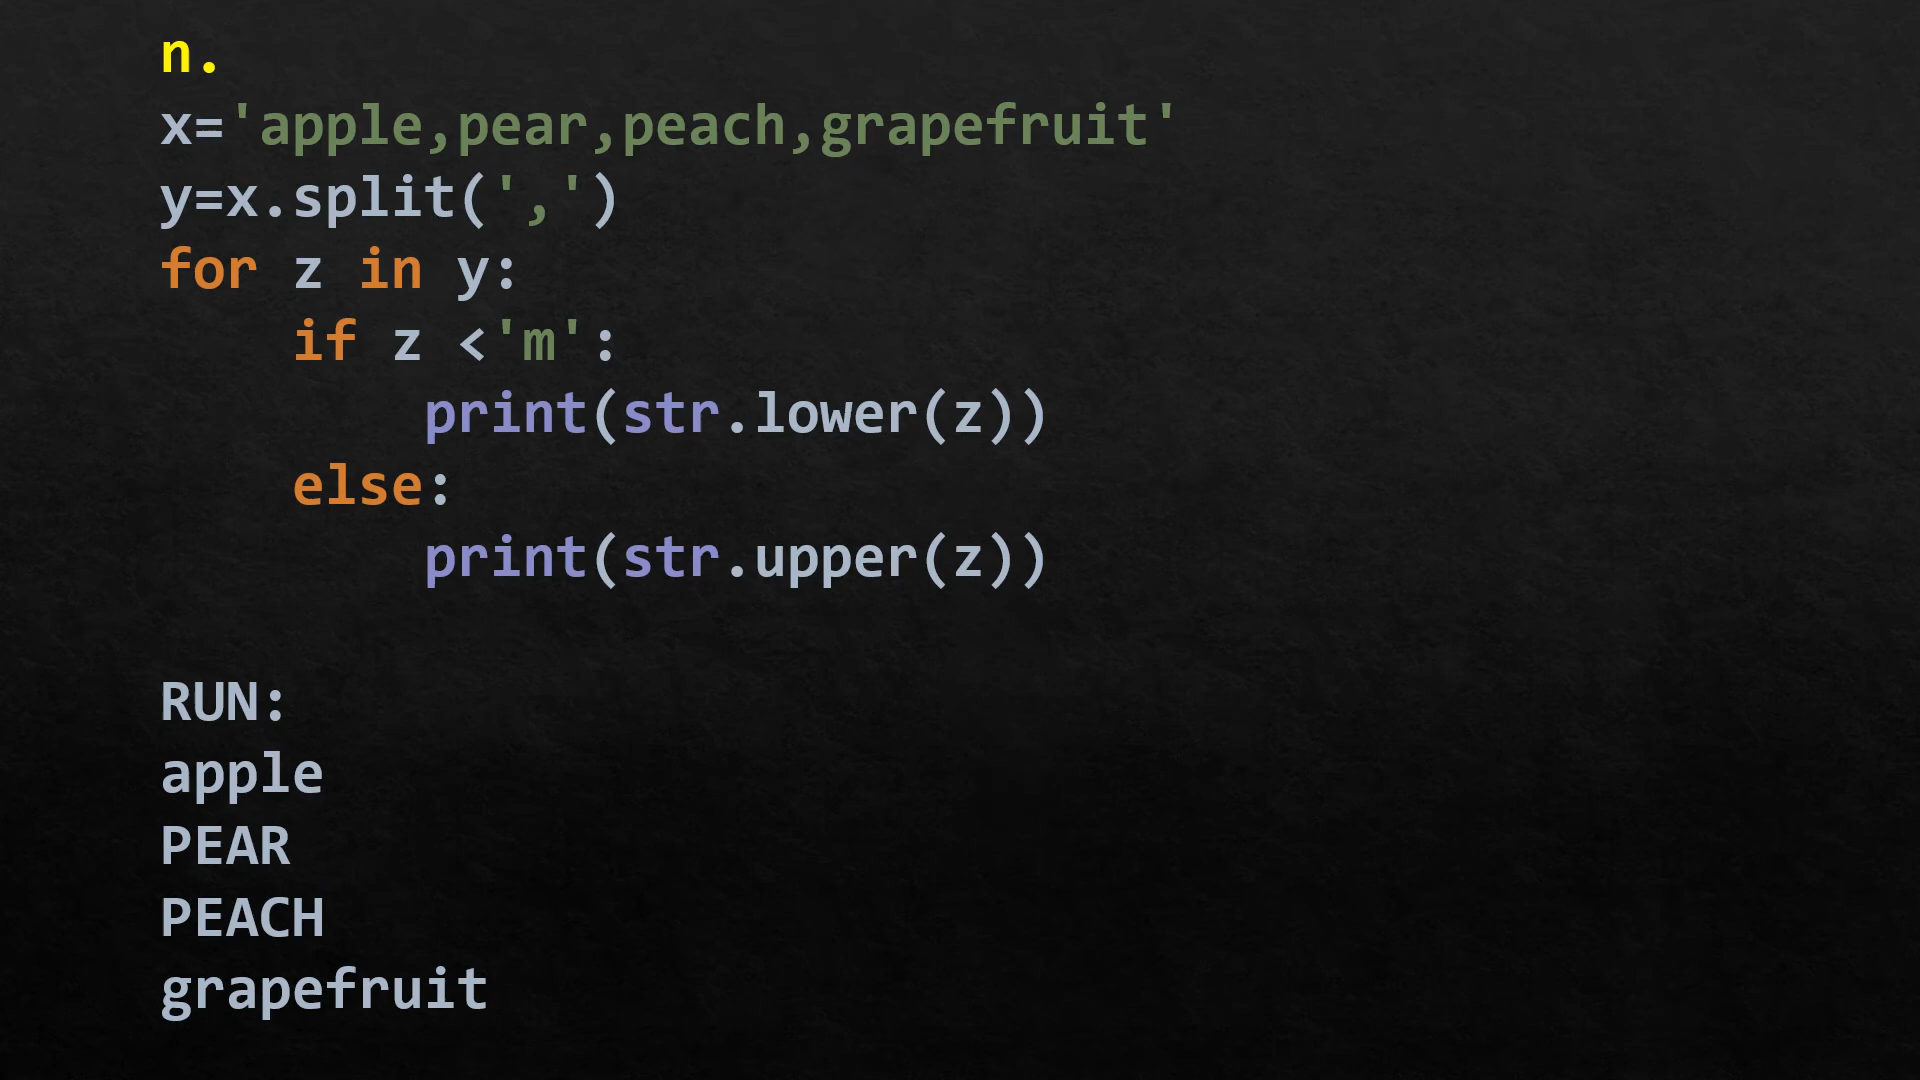 n.
x='apple,pear,peach,grapefruit'
y=x.split(',')
for z in y:
    if z <'m':
        print(str.lower(z))
    else:
        print(str.upper(z))
RUN:
apple
PEAR
PEACH
grapefruit